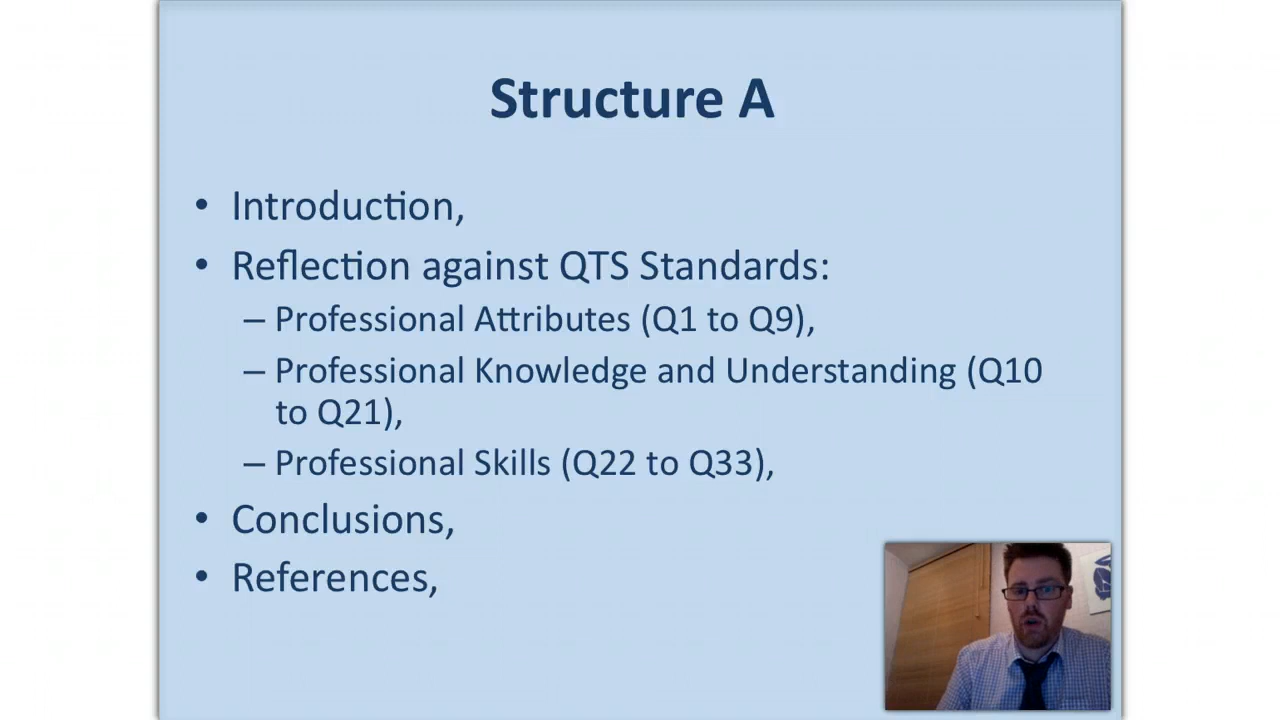 Structure A
• Introduction,
• Reflection against QTS Standards:
– Professional Attributes (Q1 to Q9),
– Professional Knowledge and Understanding (Q10
to Q21),
– Professional Skills (Q22 to Q33),
• Conclusions,
• References,